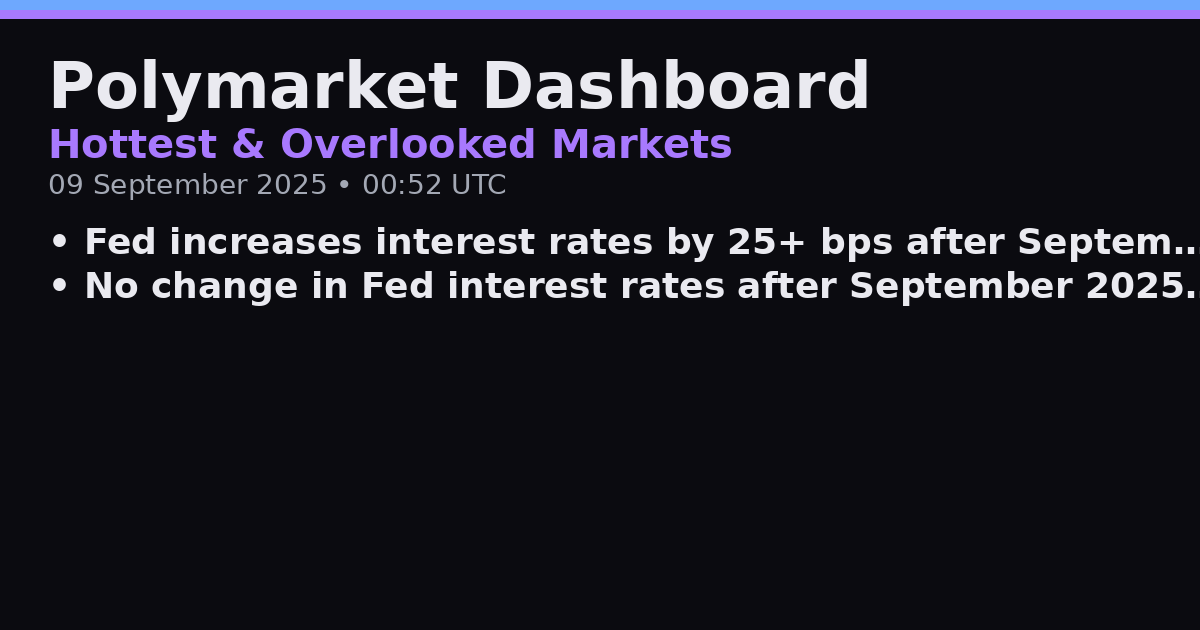 Polymarket Dashboard
Hottest & Overlooked Markets
09 September 2025 • 00:52 UTC
• Fed increases interest rates by 25+ bps after Septem…
• No change in Fed interest rates after September 2025…